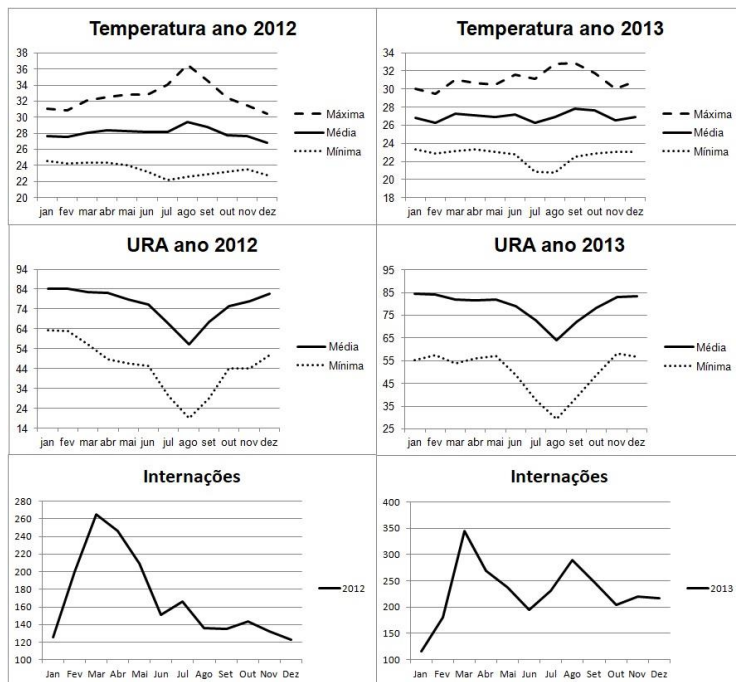 Temperatura ano 2012
38
36
34
32
30
28
26
24
22
20
jan fev mar abr mai jun jul ago set out nov dez
Máxima
Média
Mínima
Temperatura ano 2013
34
32
30
28
26
24
22
20
18
jan fev mar abr mai jun jul ago set out nov dez
Máxima
Média
Mínima
URA ano 2012
94
84
74
64
54
44
34
24
14
jan fev mar abr mai jun jul ago set out nov dez
Média
Mínima
URA ano 2013
95
85
75
65
55
45
35
25
jan fev mar abr mai jun jul ago set out nov dez
Média
Mínima
Internações
280
260
240
220
200
180
160
140
120
100
Jan Fev Mar Abr Mai Jun Jul Ago Set Out Nov Dez
2012
Internações
400
350
300
250
200
150
100
Jan Fev Mar Abr Mai Jun Jul Ago Set Out Nov Dez
2013